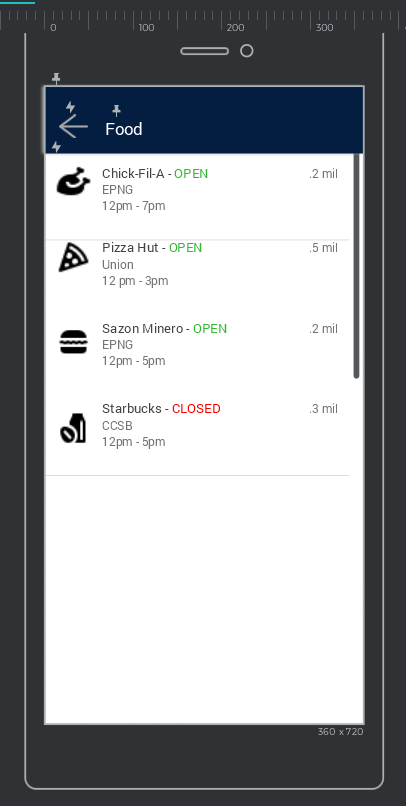 0 100 200 300
Food
Chick-Fil-A - OPEN .2 mil
EPNG
12pm - 7pm
Pizza Hut - OPEN .5 mil
Union
12 pm - 3pm
Sazon Minero - OPEN .2 mil
EPNG
12pm - 5pm
Starbucks - CLOSED .3 mil
CCSB
12pm - 5pm
360 x 720